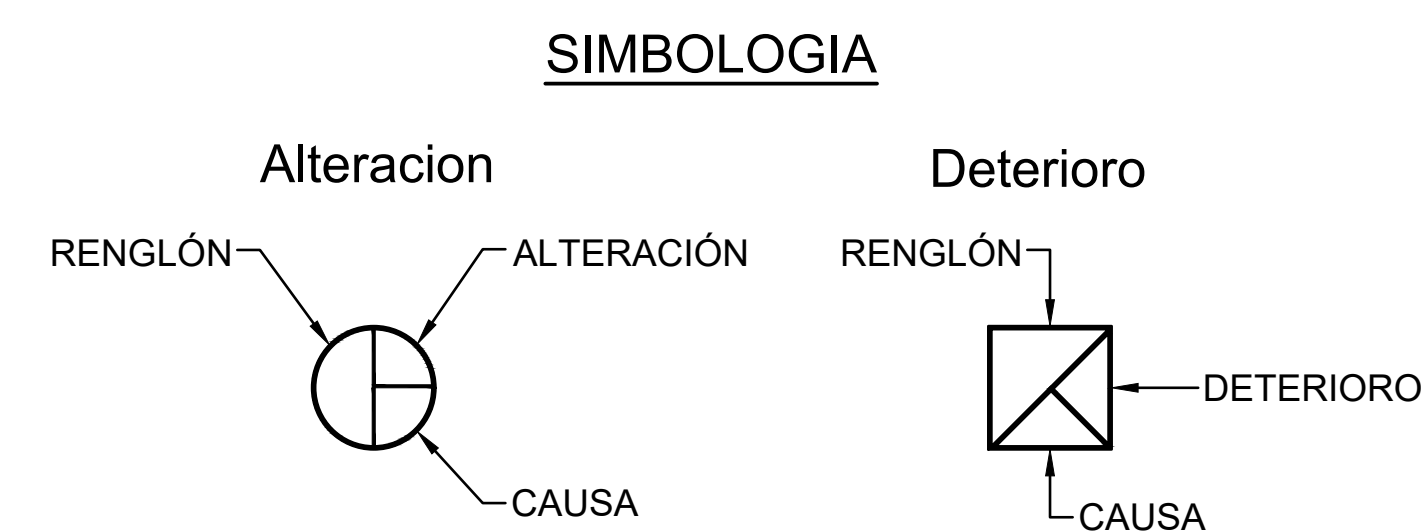 SIMBOLOGIA
Alteracion
Deterioro
RENGLÓN
ALTERACIÓN
RENGLÓN
DETERIORO
CAUSA
CAUSA